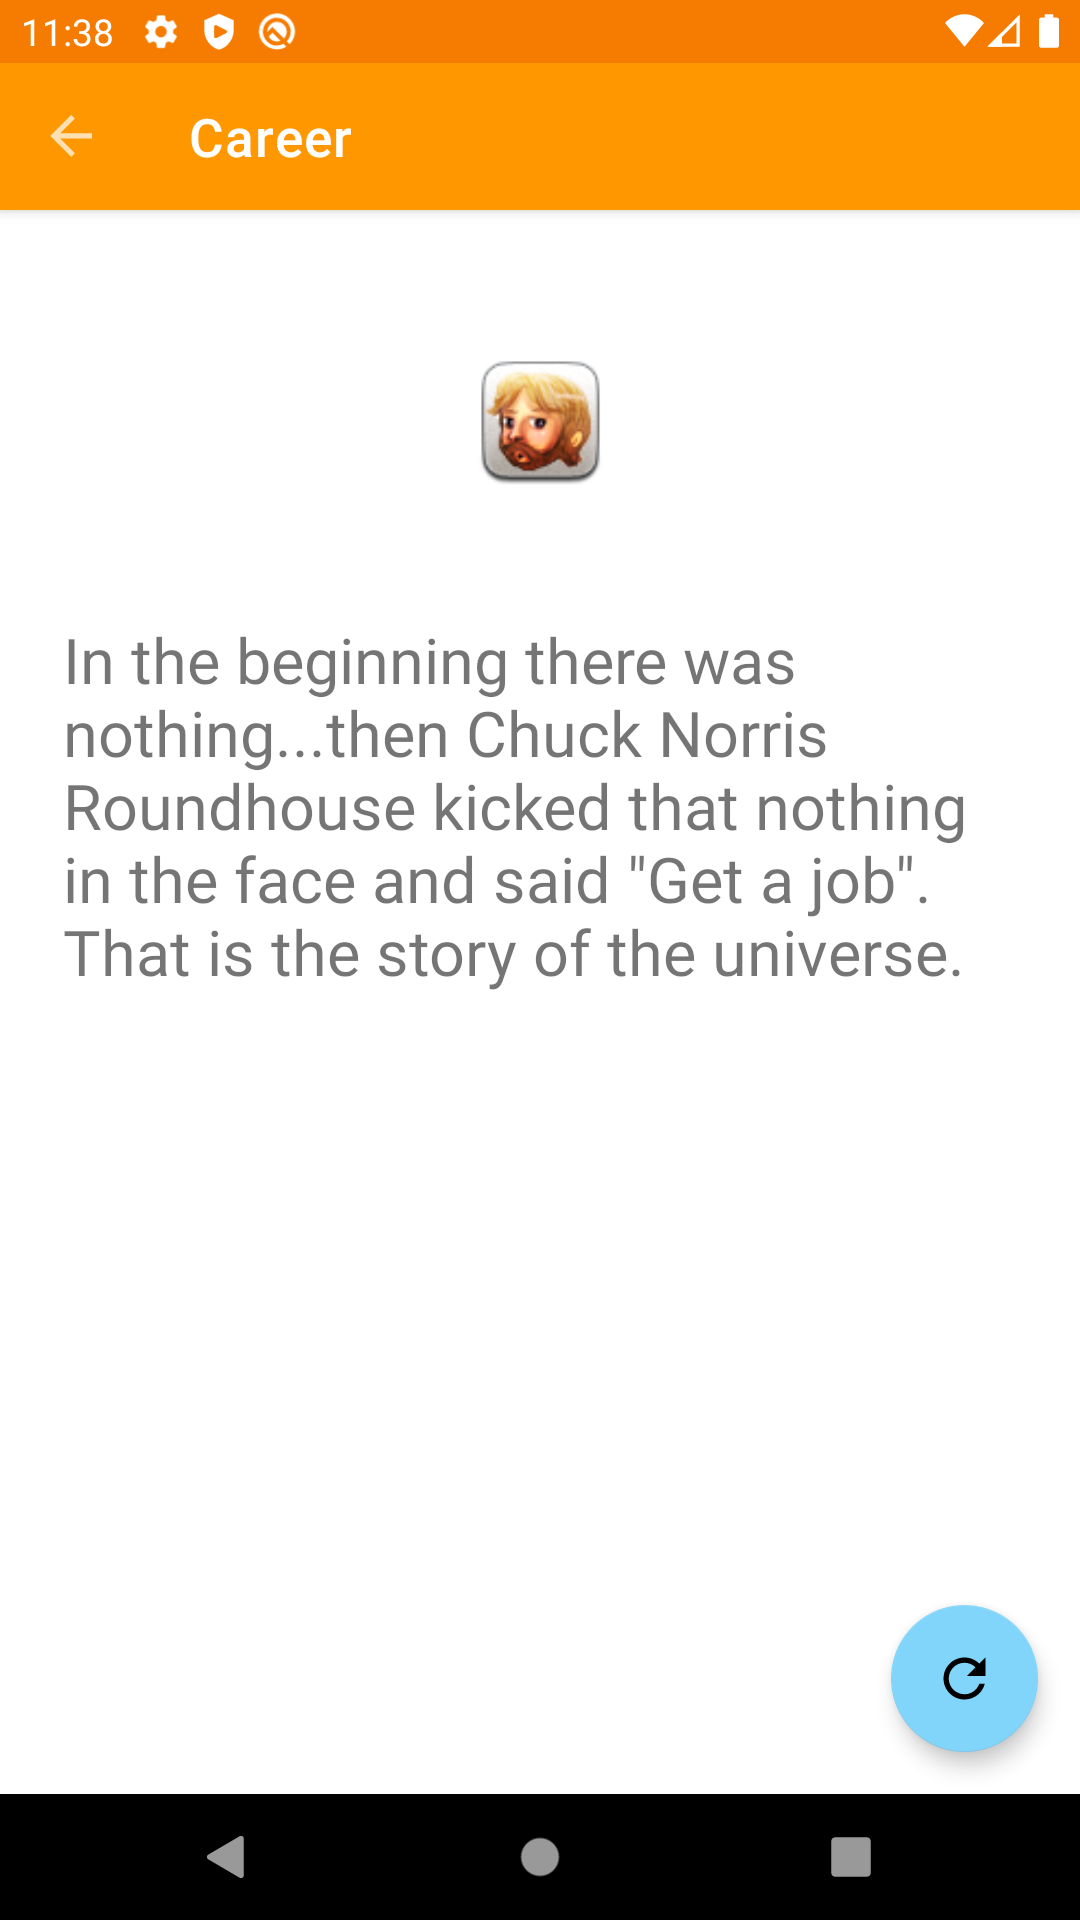 11:38
Career
In the beginning there was
nothing...then Chuck Norris
Roundhouse kicked that nothing
in the face and said "Get a job".
That is the story of the universe.